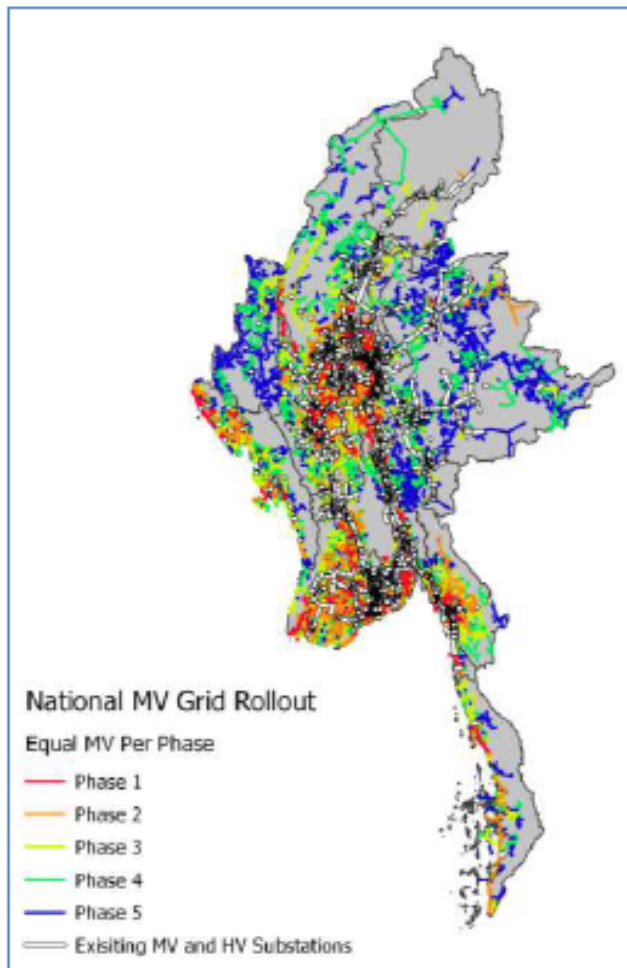 National MV Grid Rollout
Equal MV Per Phase
Phase 1
Phase 2
Phase 3
Phase 4
Phase 5
Exisiting MV and HV Substations